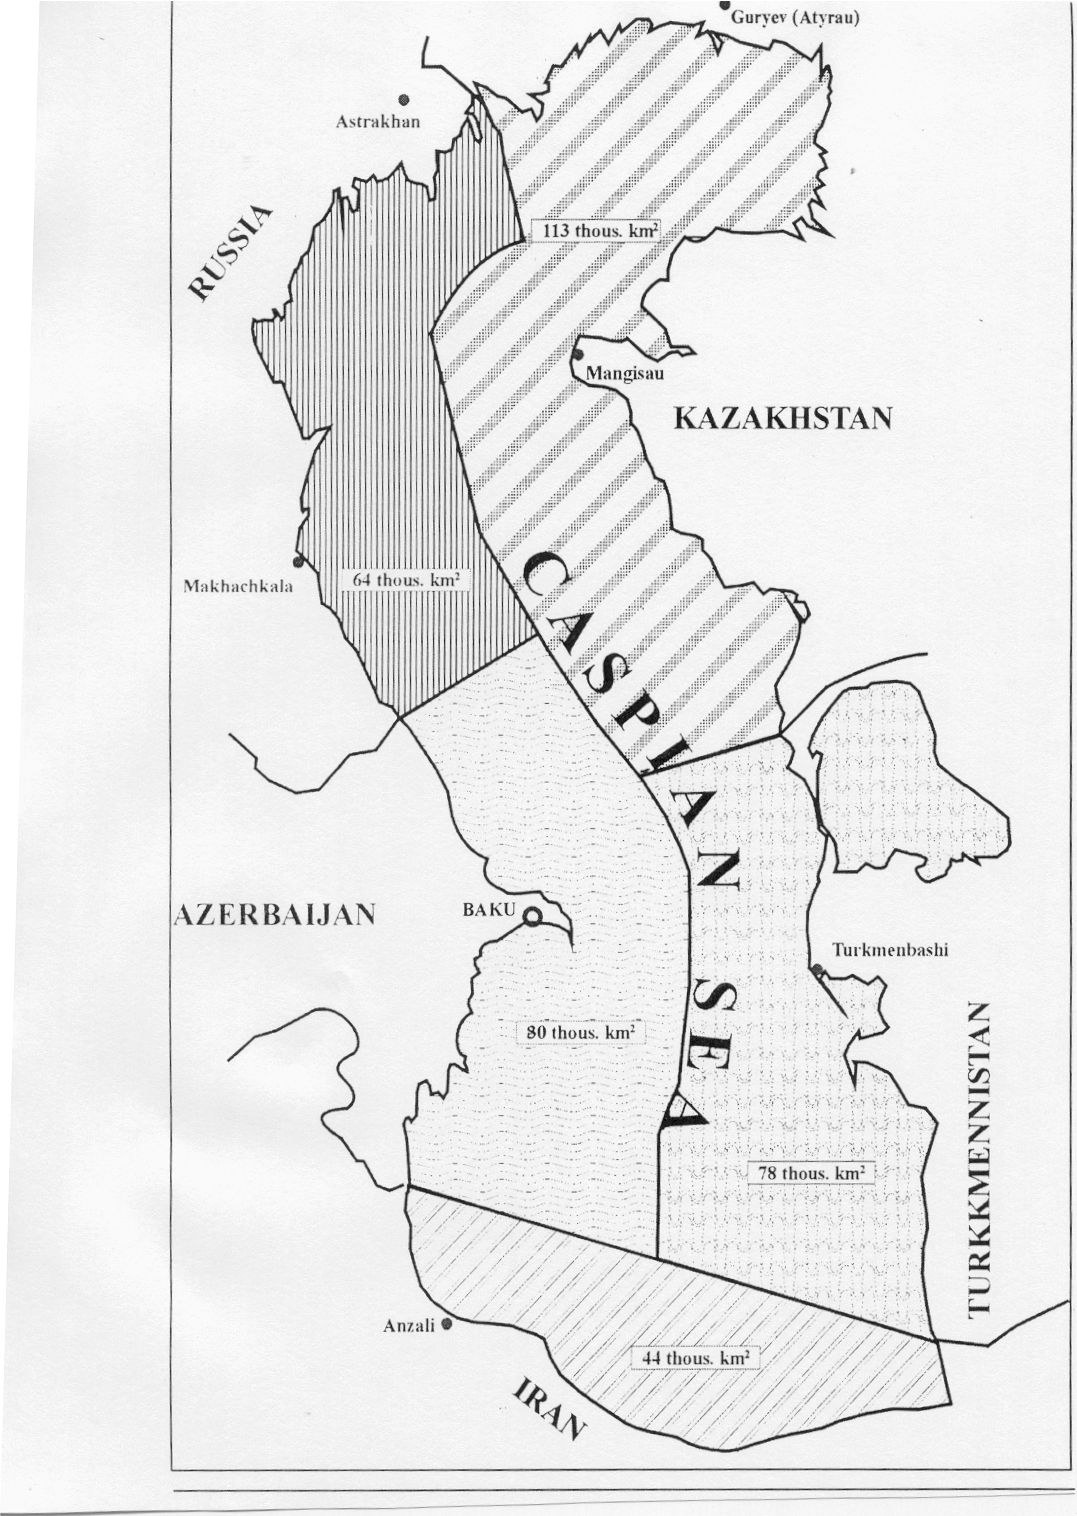 Guryev (Atyrau)
Astrakhan
RUSSIA
113 thous. km²
Mangisau
KAZAKHSTAN
Makhachkala
64 thous. km²
CASPIAN SEA
AZERBAIJAN
BAKU
Turkmenbashi
80 thous. km²
TURKMENNISTAN
78 thous. km²
Anzali
44 thous. km²
IRAN